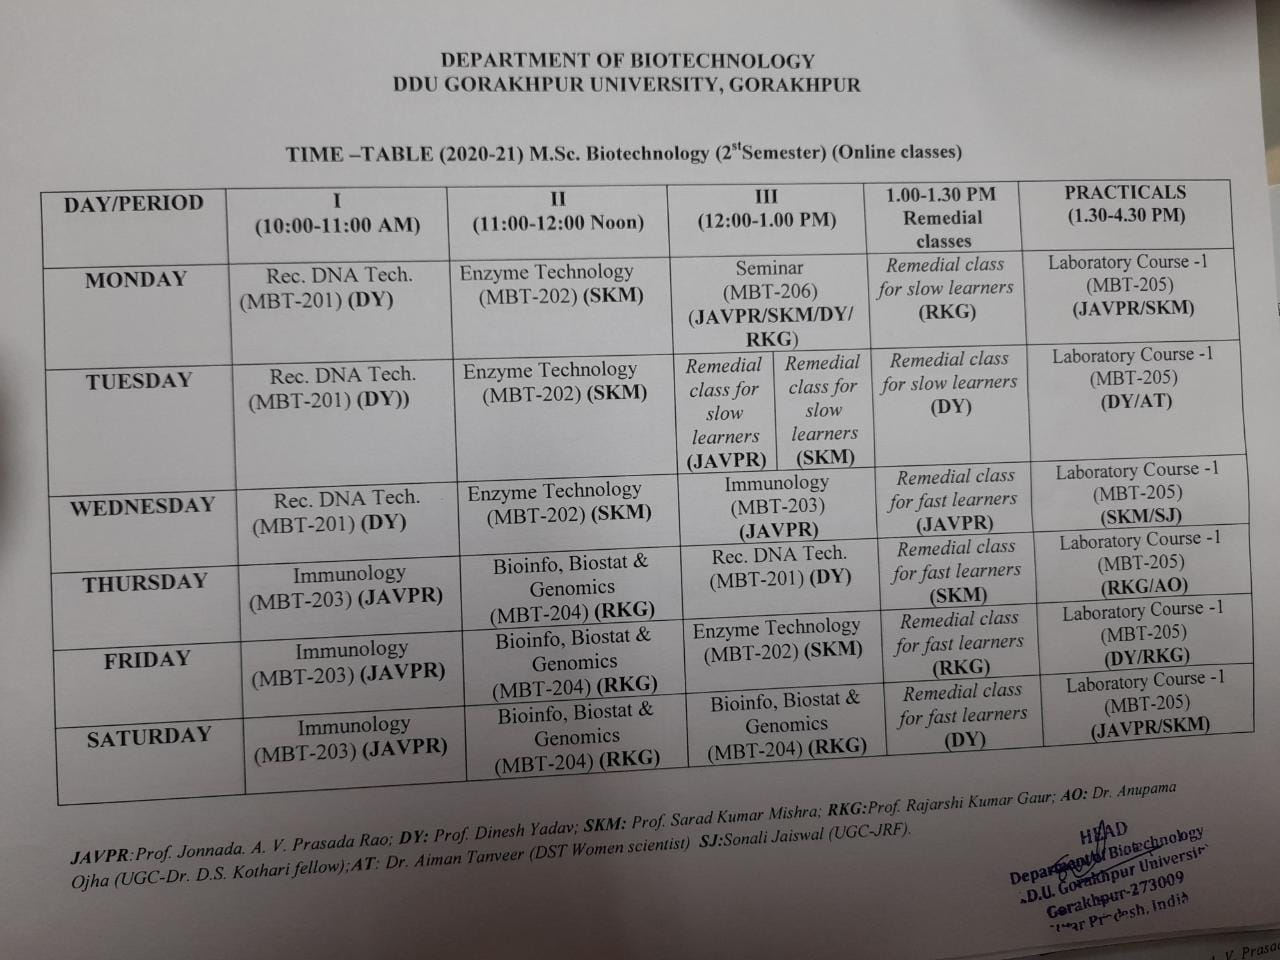 DEPARTMENT OF BIOTECHNOLOGY
DDU GORAKHPUR UNIVERSITY, GORAKHPUR
TIME –TABLE (2020-21) M.Sc. Biotechnology (2stSemester) (Online classes)
DAY/PERIOD
I
(10:00-11:00 AM)
II
(11:00-12:00 Noon)
III
(12:00-1.00 PM)
1.00-1.30 PM
Remedial
classes
PRACTICALS
(1.30-4.30 PM)
MONDAY
Rec. DNA Tech.
(MBT-201) (DY)
Enzyme Technology
(MBT-202) (SKM)
Seminar
(MBT-206)
(JAVPR/SKM/DY/
RKG)
Remedial class
for slow learners
(RKG)
Laboratory Course -1
(MBT-205)
(JAVPR/SKM)
TUESDAY
Rec. DNA Tech.
(MBT-201) (DY))
Enzyme Technology
(MBT-202) (SKM)
Remedial
class for
slow
learners
(JAVPR)
Remedial
class for
slow
learners
(SKM)
Remedial class
for slow learners
(DY)
Laboratory Course -1
(MBT-205)
(DY/AT)
WEDNESDAY
Rec. DNA Tech.
(MBT-201) (DY)
Enzyme Technology
(MBT-202) (SKM)
Immunology
(MBT-203)
(JAVPR)
Remedial class
for fast learners
(JAVPR)
Laboratory Course -1
(MBT-205)
(SKM/SJ)
THURSDAY
Immunology
(MBT-203) (JAVPR)
Bioinfo, Biostat &
Genomics
(MBT-204) (RKG)
Rec. DNA Tech.
(MBT-201) (DY)
Remedial class
for fast learners
(SKM)
Laboratory Course -1
(MBT-205)
(RKG/AO)
FRIDAY
Immunology
(MBT-203) (JAVPR)
Bioinfo, Biostat &
Genomics
(MBT-204) (RKG)
Enzyme Technology
(MBT-202) (SKM)
Remedial class
for fast learners
(RKG)
Laboratory Course -1
(MBT-205)
(DY/RKG)
SATURDAY
Immunology
(MBT-203) (JAVPR)
Bioinfo, Biostat &
Genomics
(MBT-204) (RKG)
Bioinfo, Biostat &
Genomics
(MBT-204) (RKG)
Remedial class
for fast learners
(DY)
Laboratory Course -1
(MBT-205)
(JAVPR/SKM)
JAVPR:Prof. Jonnada. A. V. Prasada Rao; DY: Prof. Dinesh Yadav; SKM: Prof. Sarad Kumar Mishra; RKG:Prof. Rajarshi Kumar Gaur; AO: Dr. Anupama
Ojha (UGC-Dr. D.S. Kothari fellow);AT: Dr. Aiman Tanveer (DST Women scientist) SJ:Sonali Jaiswal (UGC-JRF).
HEAD
Department of Biotechnology
D.D.U. Gorakhpur
Gorakhpur-273009
India